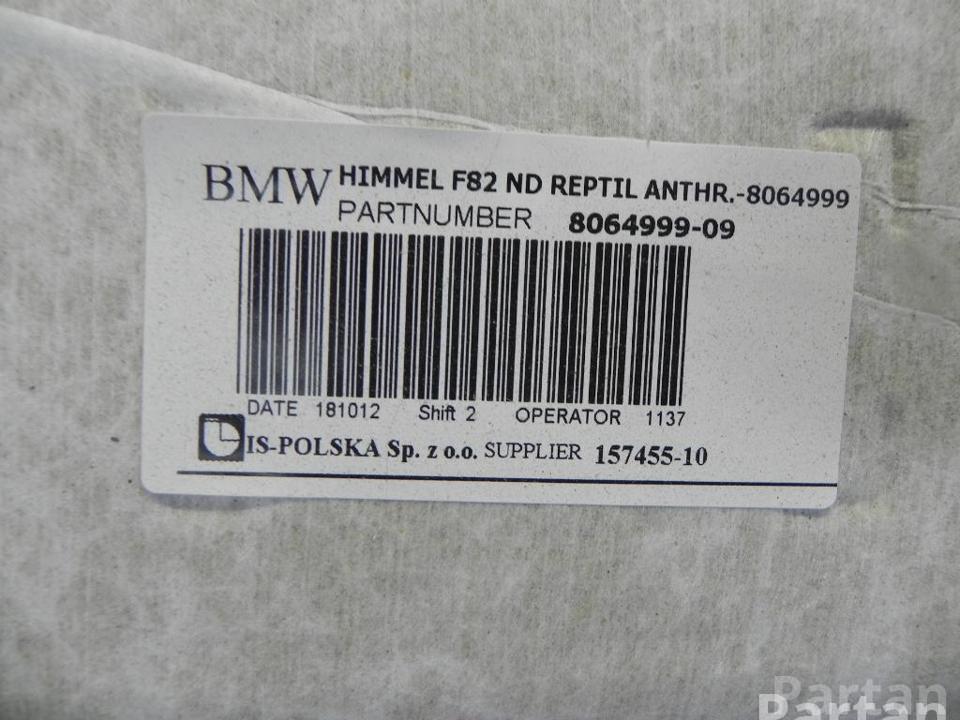 BMW HIMMEL F82 ND REPTIL ANTHR.-8064999
PARTNUMBER 8064999-09
DATE 181012 Shift 2 OPERATOR 1137
IS-POLSKA Sp. z o.o. SUPPLIER 157455-10
Partan
Partan